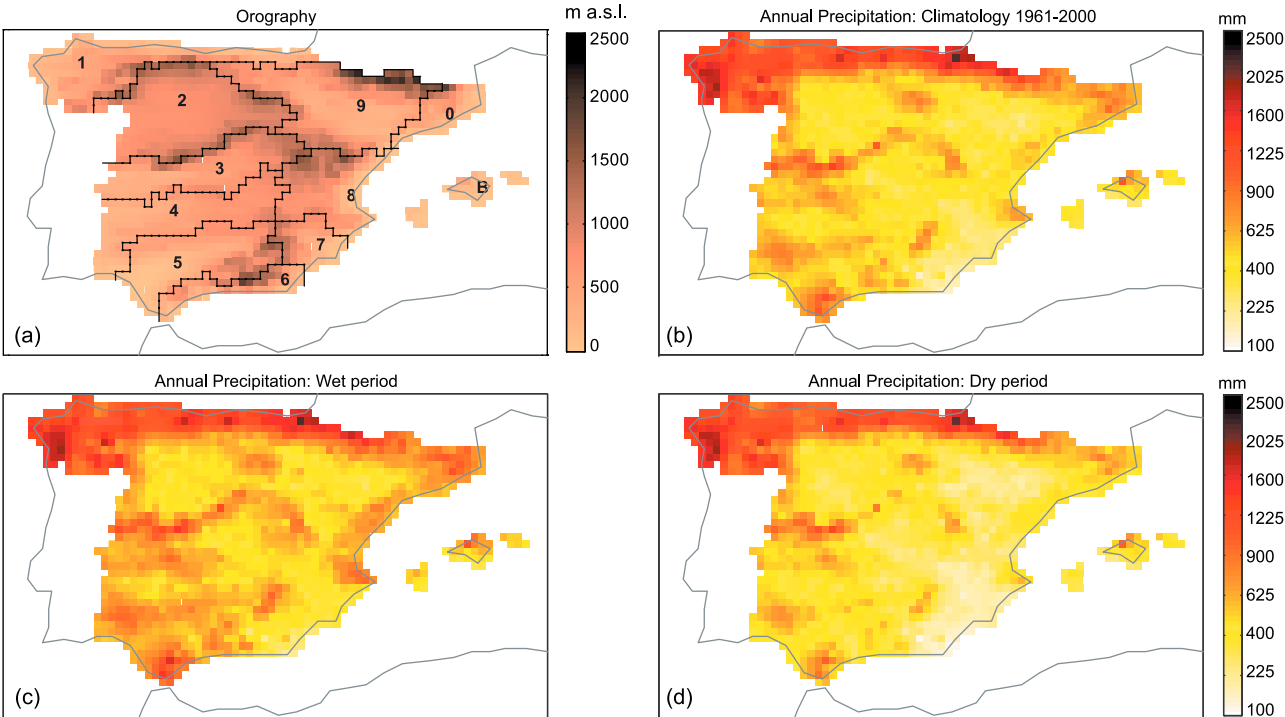 Orography
m a.s.l.
2500
2000
1500
1000
500
0
1
2
3
4
5
6
7
8
9
0
B
(a)
Annual Precipitation: Climatology 1961-2000
mm
2500
2025
1600
1225
900
625
400
225
100
(b)
Annual Precipitation: Wet period
(c)
Annual Precipitation: Dry period
mm
2500
2025
1600
1225
900
625
400
225
100
(d)